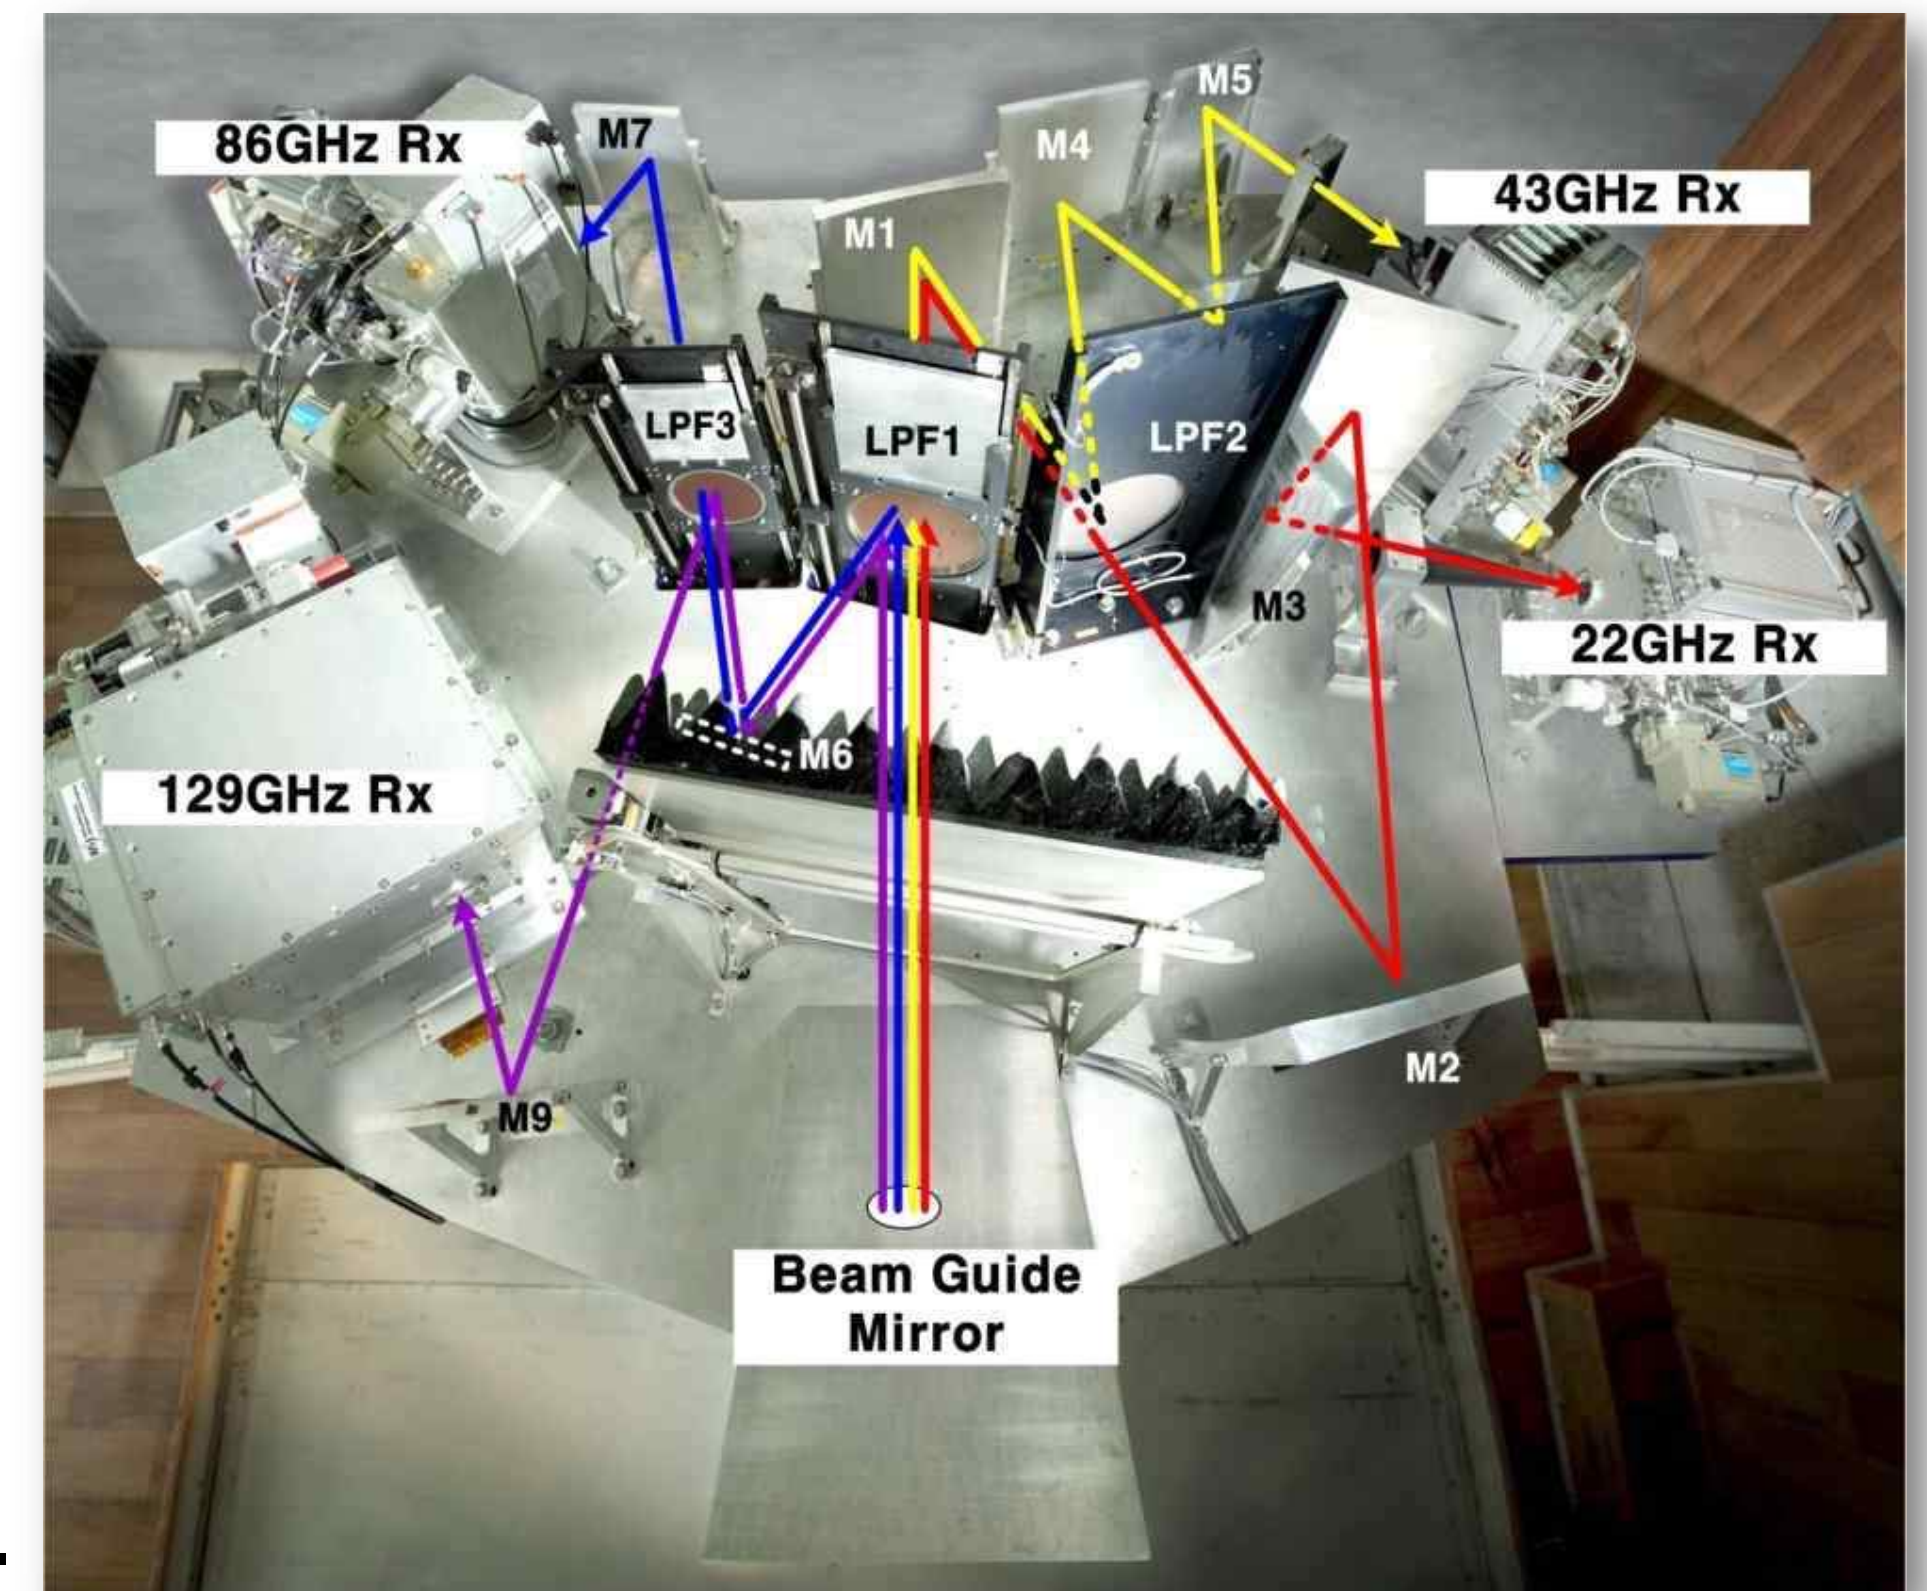 M5
86GHz Rx
M7
M4
43GHz Rx
M1
LPF3
LPF1
LPF2
M3
22GHz Rx
M6
129GHz Rx
M2
M9
Beam Guide
Mirror